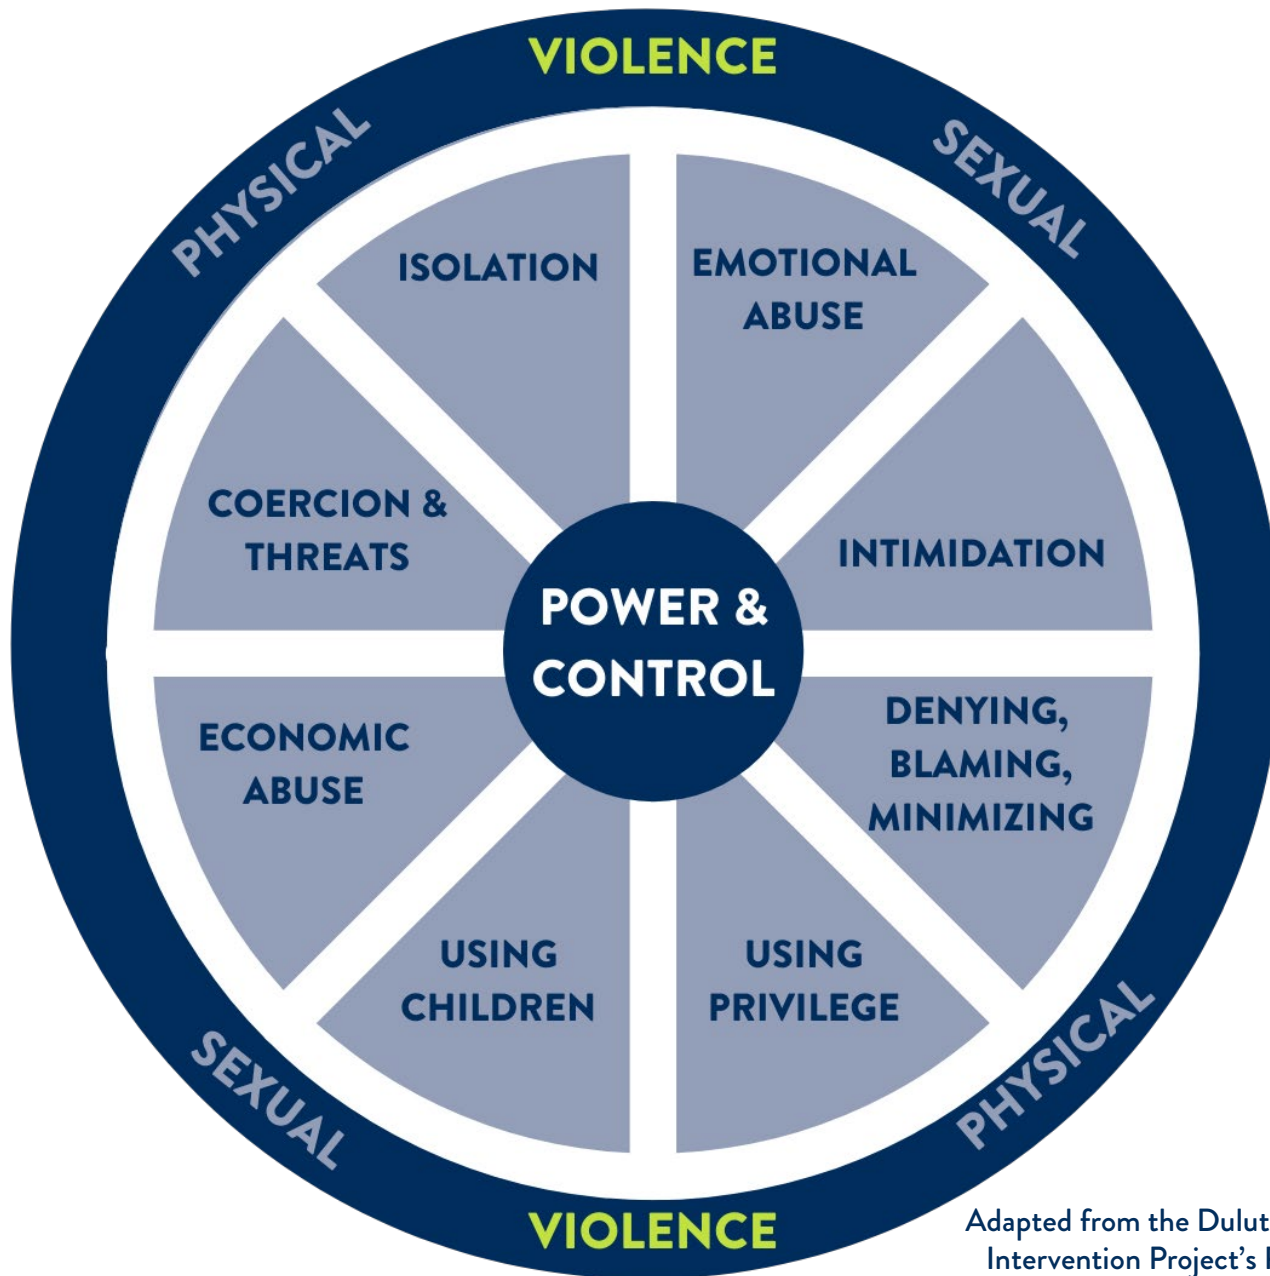 VIOLENCE
PHYSICAL
SEXUAL
ISOLATION
EMOTIONAL
ABUSE
COERCION &
THREATS
INTIMIDATION
POWER &
CONTROL
ECONOMIC
ABUSE
DENYING,
BLAMING,
MINIMIZING
USING
CHILDREN
USING
PRIVILEGE
SEXUAL
PHYSICAL
VIOLENCE
Adapted from the
Intervention Project's